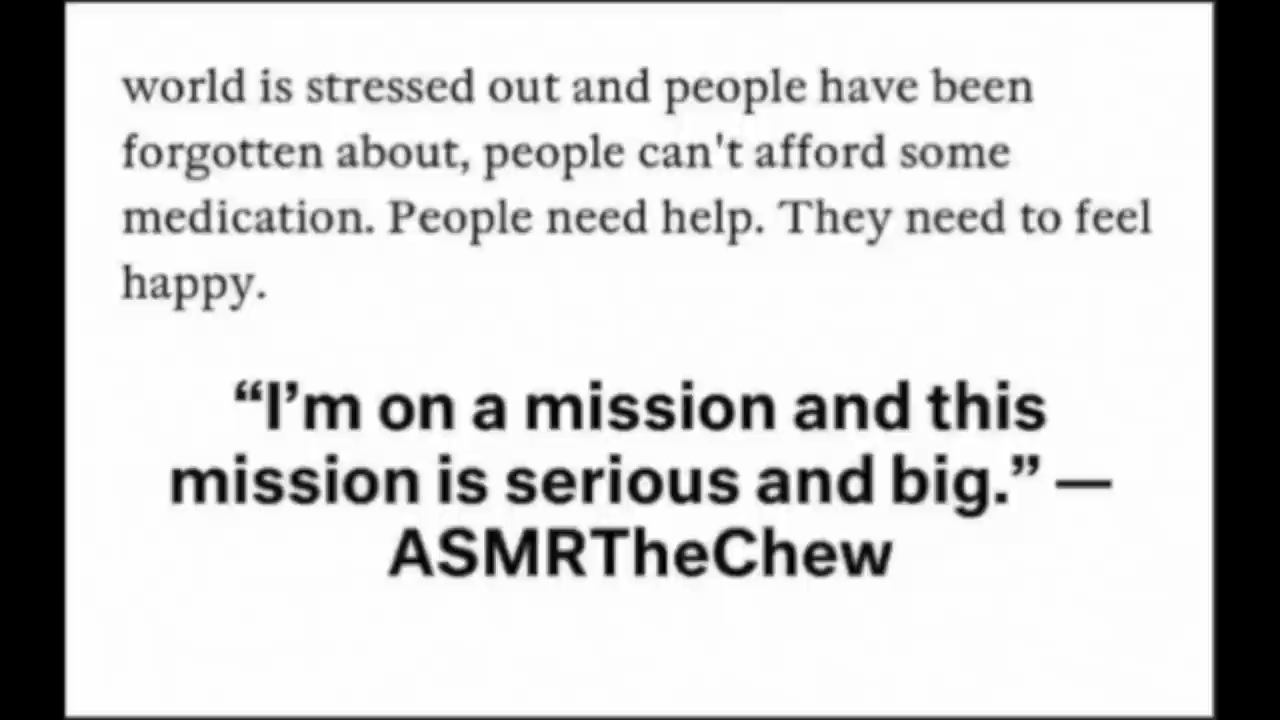 world is stressed out and people have been
forgotten about, people can't afford some
medication. People need help. They need to feel
happy.
“I’m on a mission and this
mission is serious and big.” —
ASMRTheChew